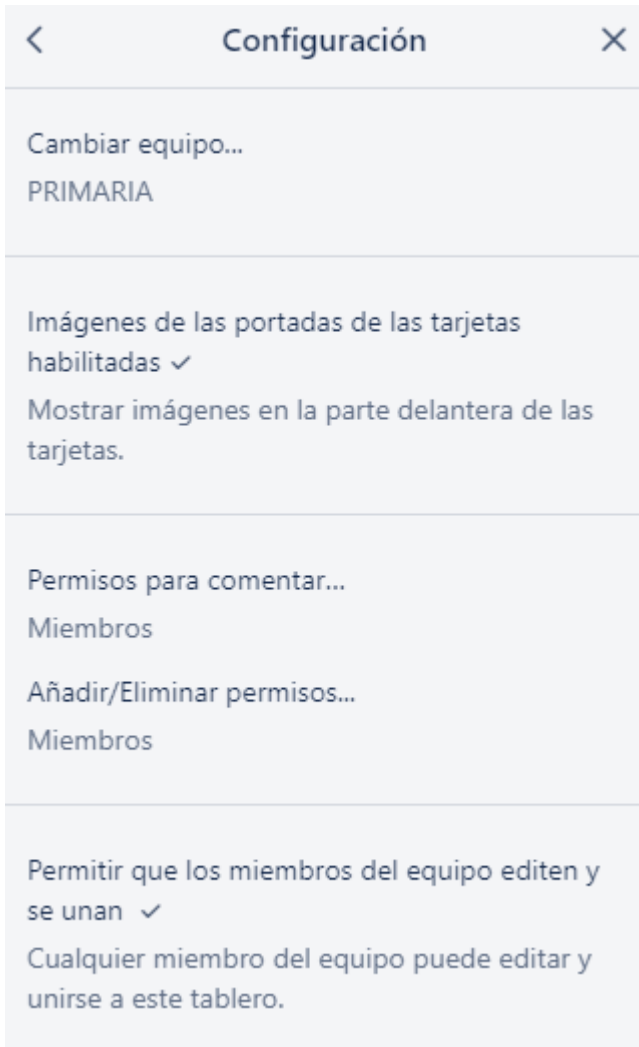 Configuración
Cambiar equipo...
PRIMARIA
Imágenes de las portadas de las tarjetas
habilitadas ✓
Mostrar imágenes en la parte delantera de las
tarjetas.
Permisos para comentar...
Miembros
Añadir/Eliminar permisos...
Miembros
Permitir que los miembros del equipo editen y
se unan ✓
Cualquier miembro del equipo puede editar y
unirse a este tablero.